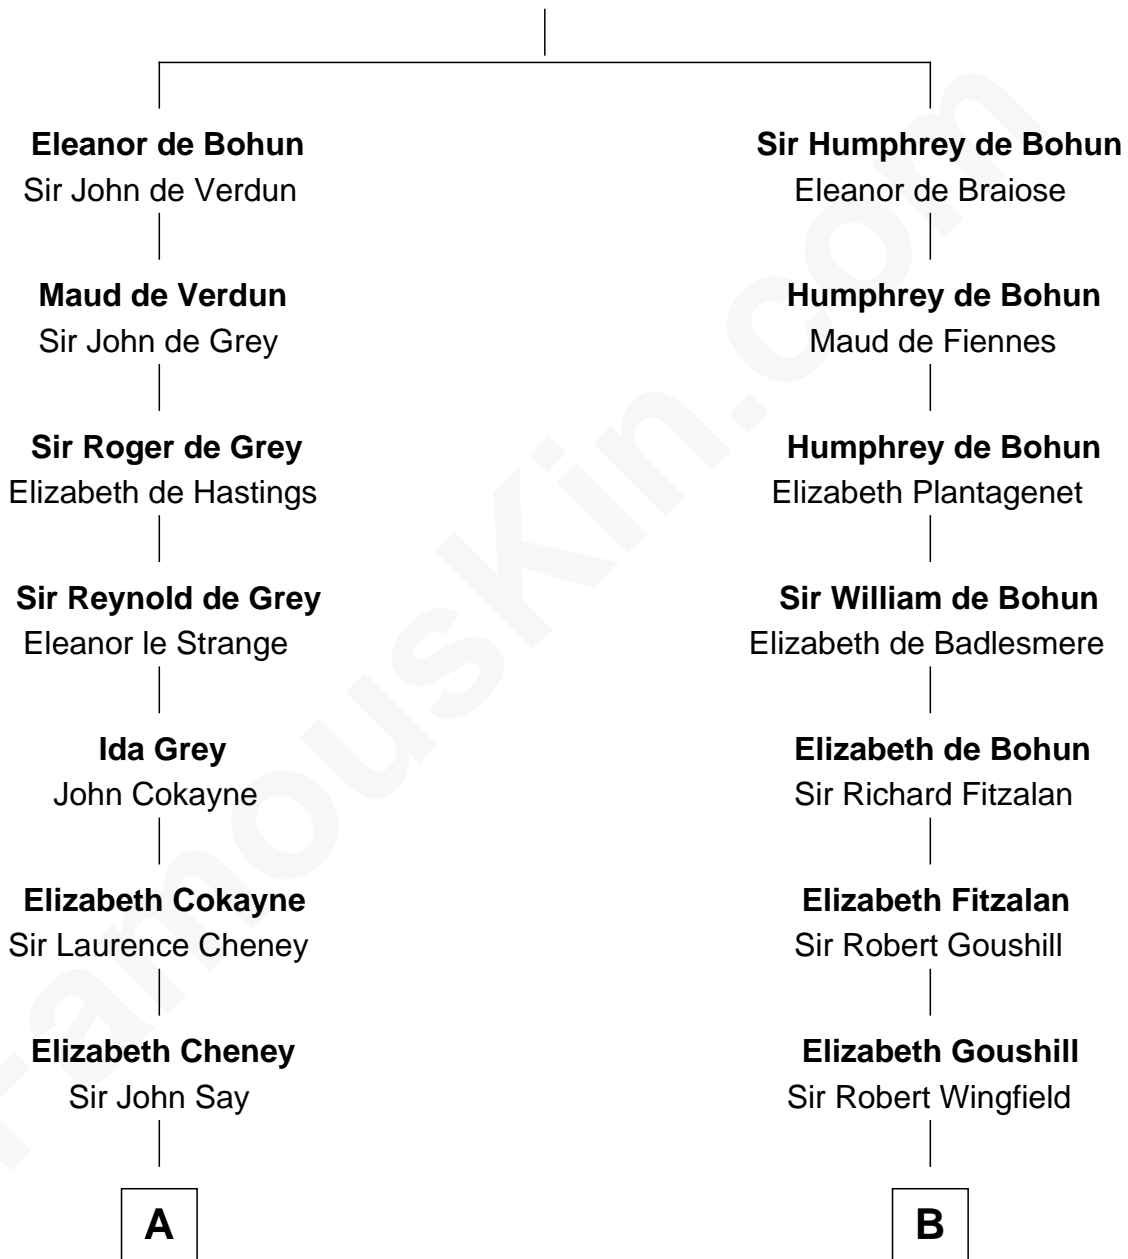 Eleanor de Bohun
Sir John de Verdun
Maud de Verdun
Sir John de Grey
Sir Roger de Grey
Elizabeth de Hastings
Sir Reynold de Grey
Eleanor le Strange
Ida Grey
John Cokayne
Elizabeth Cokayne
Sir Laurence Cheney
Elizabeth Cheney
Sir John Say
A
Sir Humphrey de Bohun
Eleanor de Braiose
Humphrey de Bohun
Maud de Fiennes
Humphrey de Bohun
Elizabeth Plantagenet
Sir William de Bohun
Elizabeth de Badlesmere
Elizabeth de Bohun
Sir Richard Fitzalan
Elizabeth Fitzalan
Sir Robert Goushill
Elizabeth Goushill
Sir Robert Wingfield
B
FamousKin.com